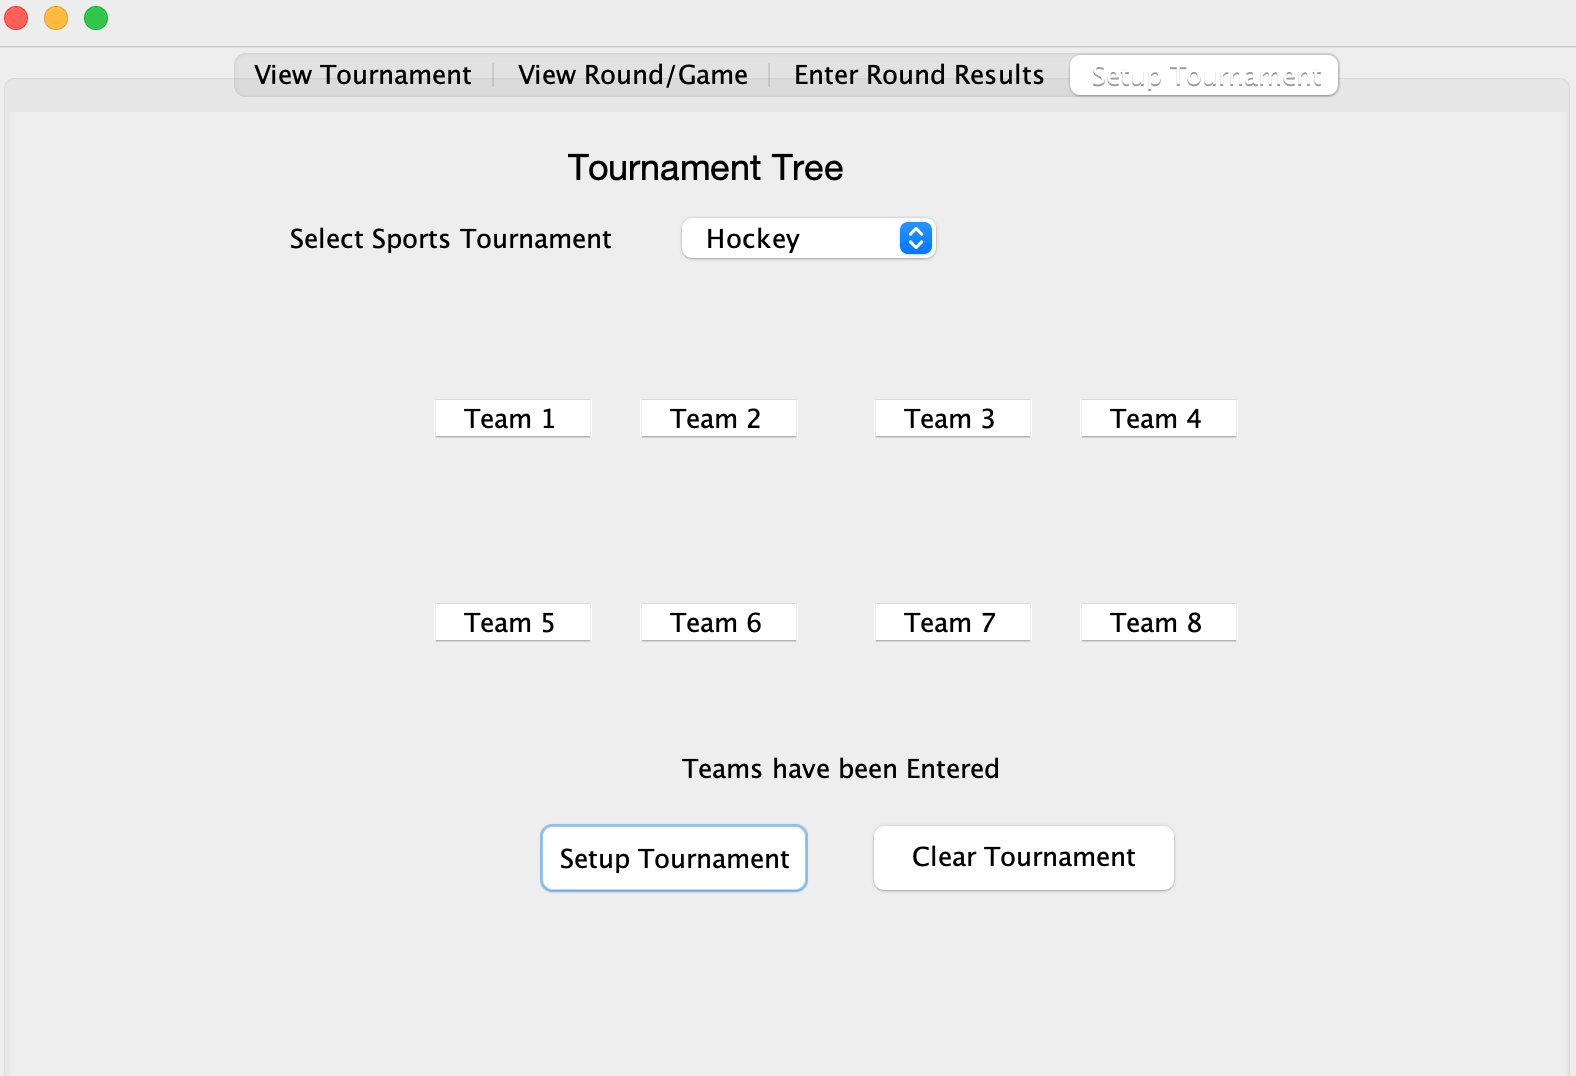 View Tournament View Round/Game Enter Round Results Setup Tournament
Tournament Tree
Select Sports Tournament Hockey
Team 1 Team 2 Team 3 Team 4
Team 5 Team 6 Team 7 Team 8
Teams have been Entered
Setup Tournament Clear Tournament